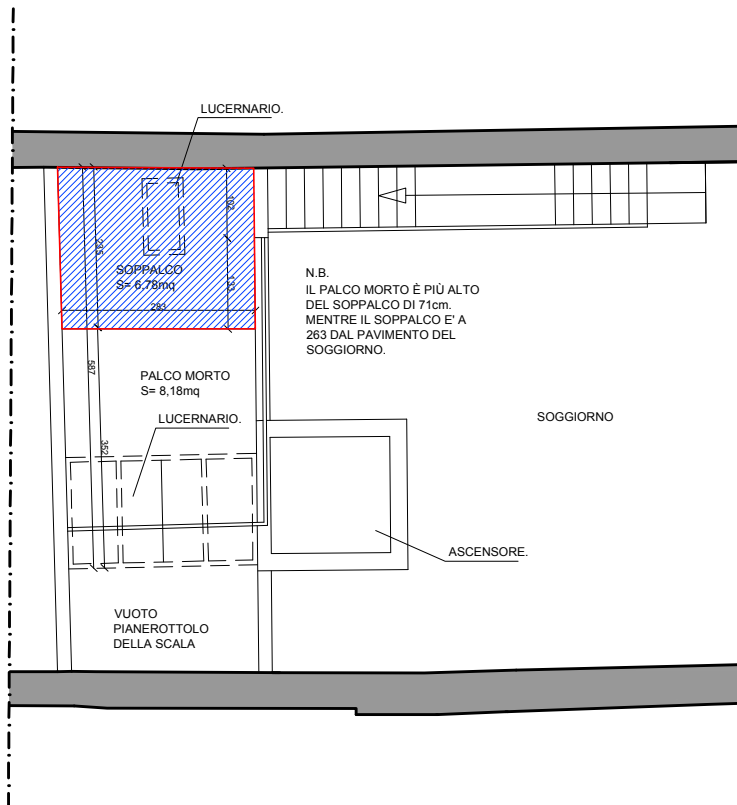 LUCERNARIO.
102
235
SOPPALCO
S= 6,78mq
133
283
N.B.
IL PALCO MORTO È PIÙ ALTO
DEL SOPPALCO DI 71cm.
MENTRE IL SOPPALCO E' A
263 DAL PAVIMENTO DEL
SOGGIORNO.
587
PALCO MORTO
S= 8,18mq
LUCERNARIO.
SOGGIORNO
352
ASCENSORE.
VUOTO
PIANEROTTOLO
DELLA SCALA